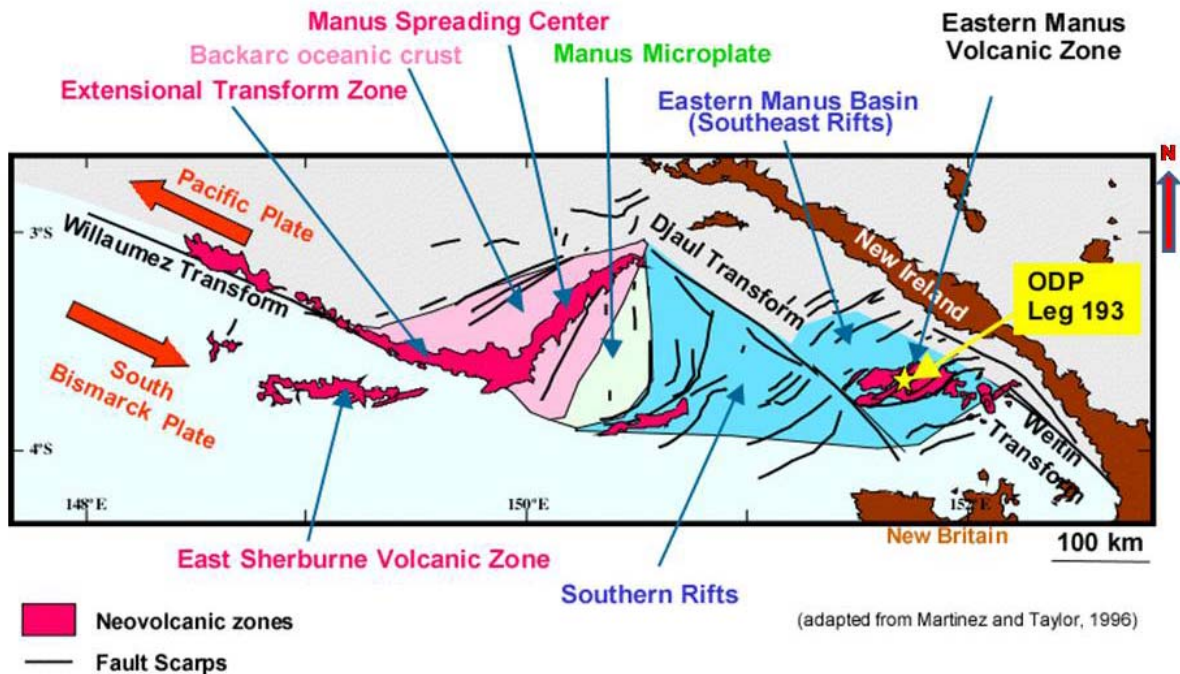 Manus Spreading Center
Eastern Manus
Volcanic Zone
Backarc oceanic crust
Manus Microplate
Extensional Transform Zone
Eastern Manus Basin
(Southeast Rifts)
N
Pacific Plate
3°S
Willaumez Transform
Djaul Transform
New Ireland
ODP
Leg 193
South
Bismarck Plate
Weitin
Transform
4°S
148°E
150°E
152°E
New Britain
100 km
East Sherburne Volcanic Zone
Southern Rifts
Neovolcanic zones
(adapted from Martinez and Taylor, 1996)
Fault Scarps